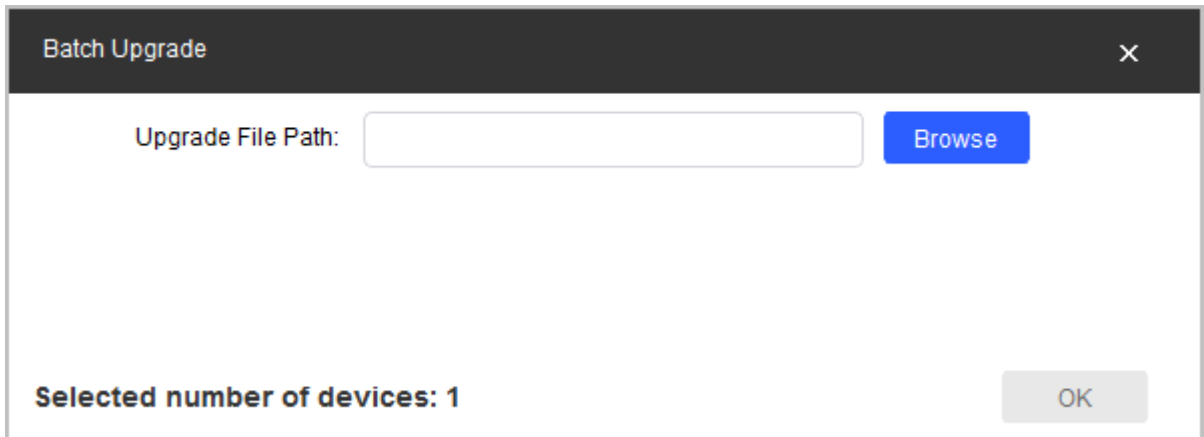 Batch Upgrade
Upgrade File Path:
Browse
Selected number of devices: 1
OK